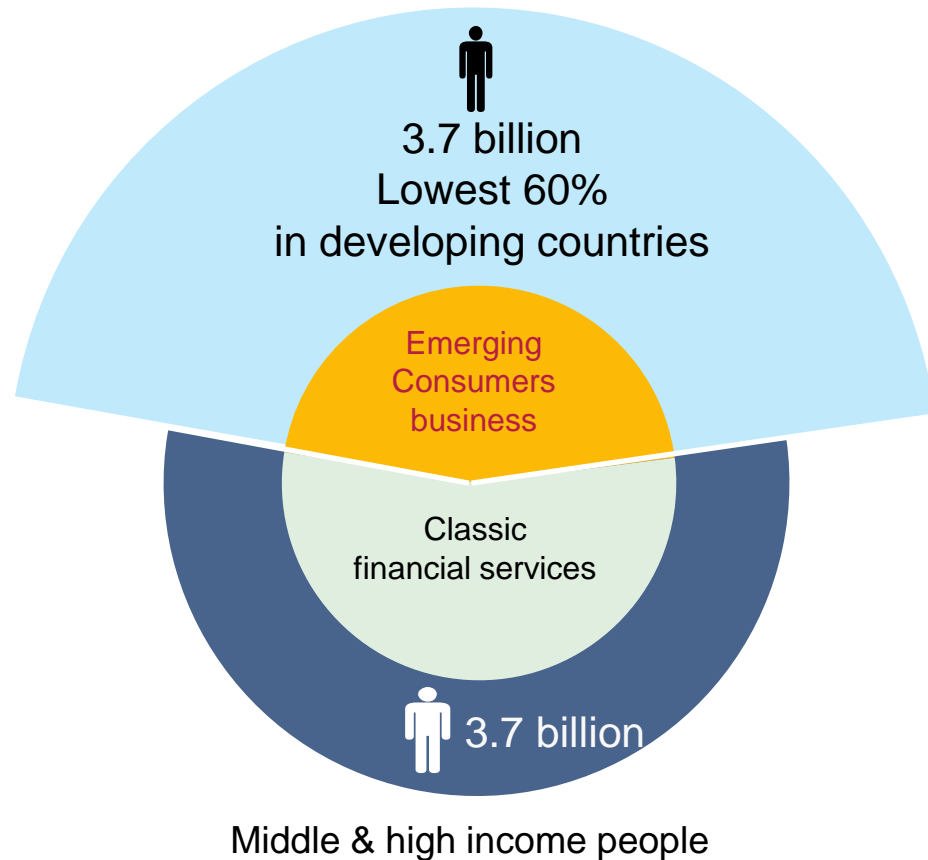 3.7 billion
Lowest 60%
in developing countries
Emerging
Consumers
business
Classic
financial services
3.7 billion
Middle & high income people